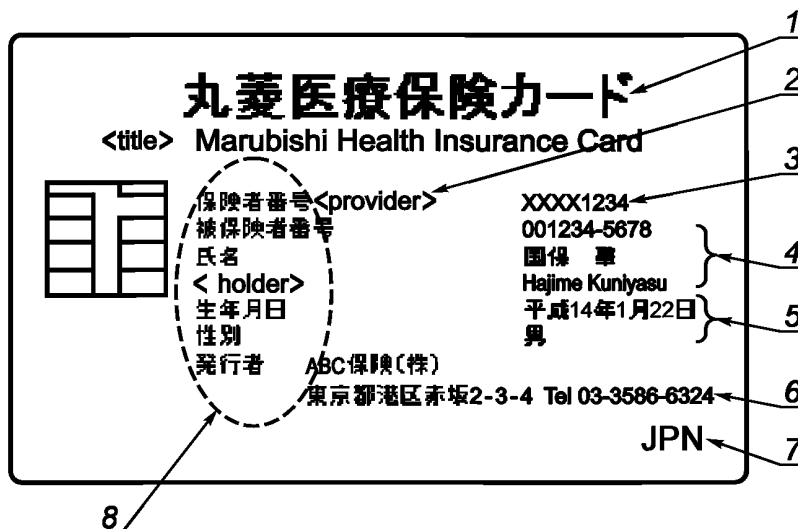 1
丸菱医療保険カード
2
<title> Marubishi Health Insurance Card
3
保険者番号<provider> XXXX1234
被保険者番号 001234-5678
氏名 国保 肇
4
< holder> Hajime Kuniyasu
生年月日 平成14年1月22日
5
性別 男
発行者 ABC保険(株)
東京都港区赤坂2-3-4 Tel 03-3586-6324
6
JPN
7
8